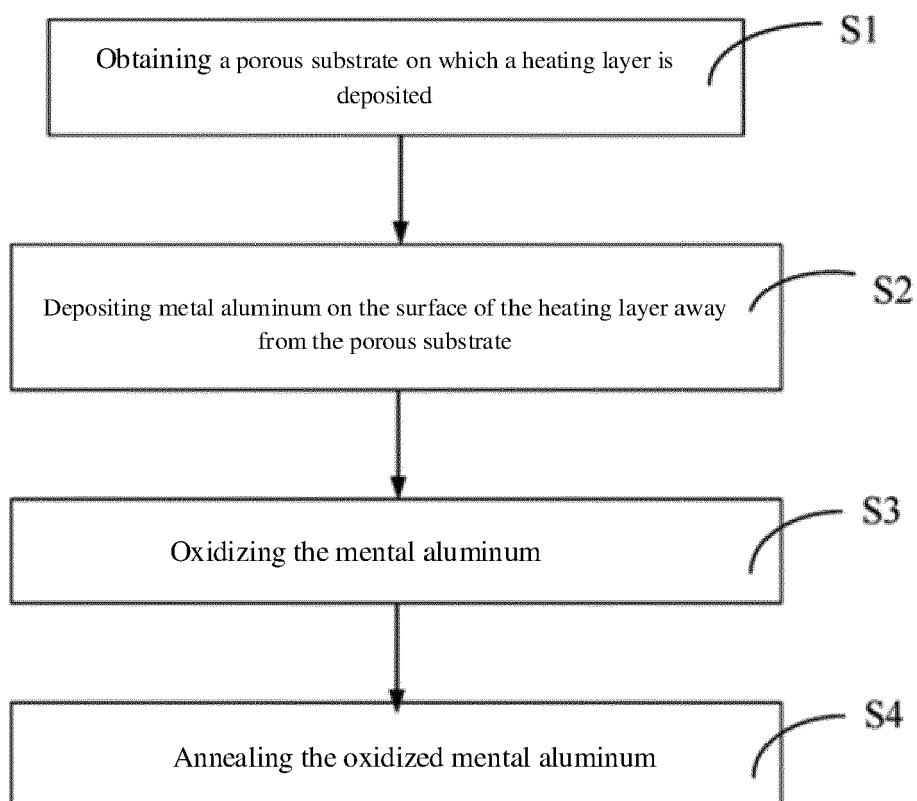 S1
Obtaining a porous substrate on which a heating layer is
deposited
S2
Depositing metal aluminum on the surface of the heating layer away
from the porous substrate
S3
Oxidizing the mental aluminum
S4
Annealing the oxidized mental aluminum